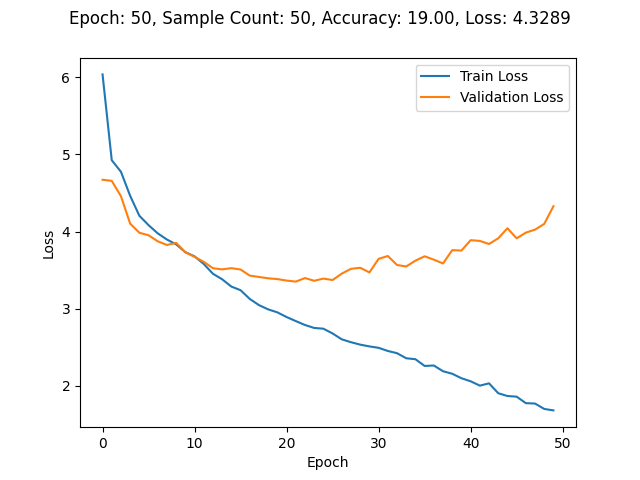 Epoch: 50, Sample Count: 50, Accuracy: 19.00, Loss: 4.3289
Train Loss
Validation Loss
6
5
4
3
2
Loss
0 10 20 30 40 50
Epoch